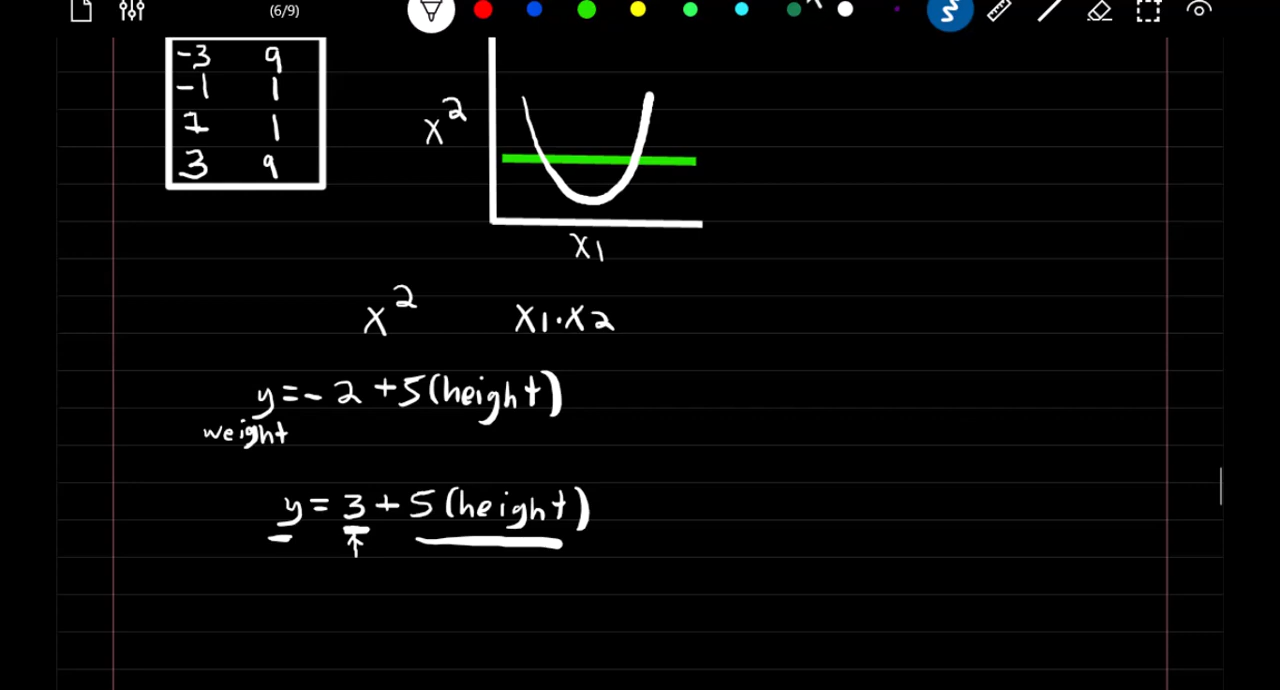 (6/9)
-3 9
-1 1
7 1
3 9
x²
x1
x² x1·x2
y=-2+5(height)
weight
y=3+5(height)